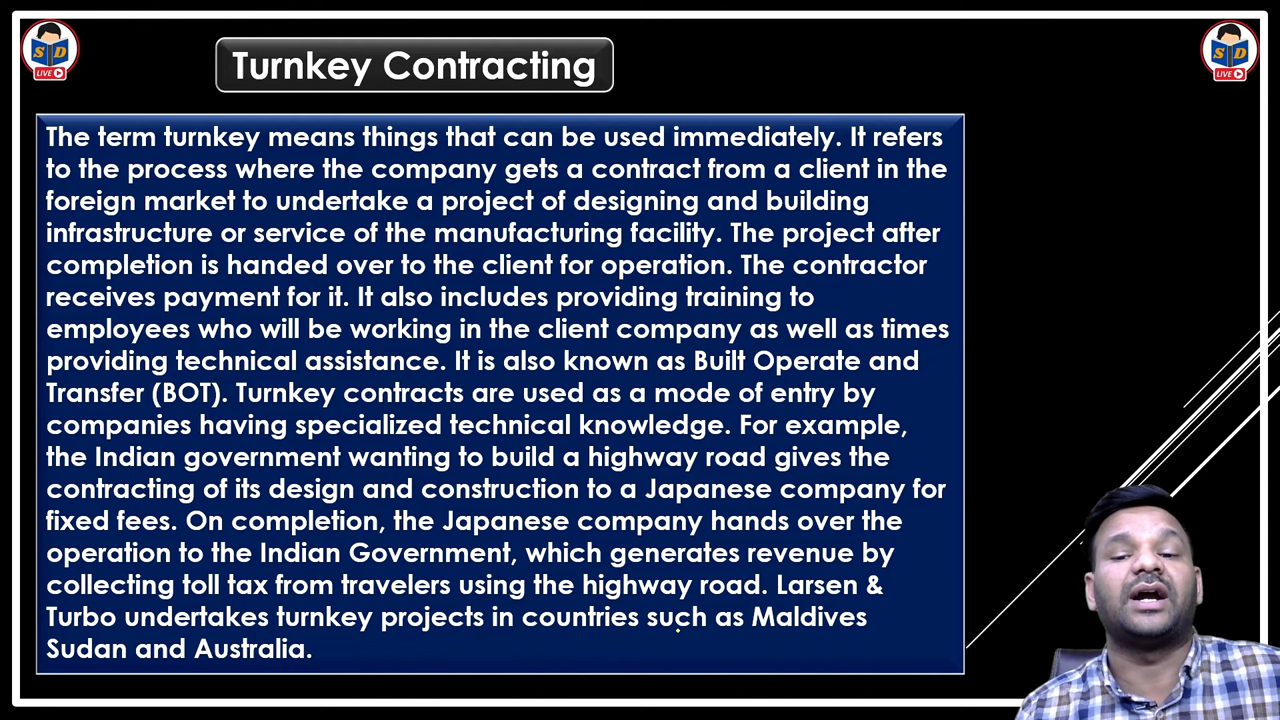 S D
LIVE
Turnkey Contracting
S D
LIVE
The term turnkey means things that can be used immediately. It refers
to the process where the company gets a contract from a client in the
foreign market to undertake a project of designing and building
infrastructure or service of the manufacturing facility. The project after
completion is handed over to the client for operation. The contractor
receives payment for it. It also includes providing training to
employees who will be working in the client company as well as times
providing technical assistance. It is also known as Built Operate and
Transfer (BOT). Turnkey contracts are used as a mode of entry by
companies having specialized technical knowledge. For example,
the Indian government wanting to build a highway road gives the
contracting of its design and construction to a Japanese company for
fixed fees. On completion, the Japanese company hands over the
operation to the Indian Government, which generates revenue by
collecting toll tax from travelers using the highway road. Larsen &
Turbo undertakes turnkey projects in countries such as Maldives
Sudan and Australia.